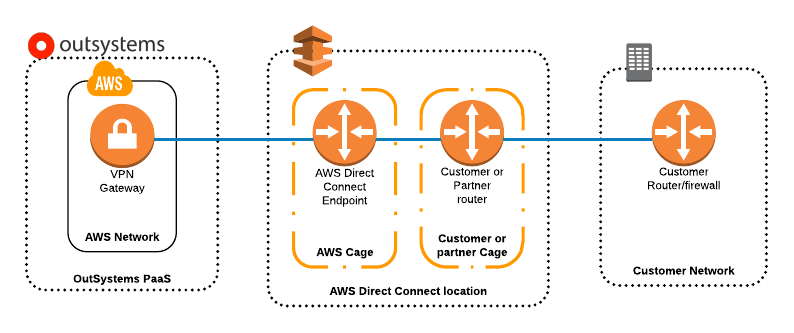 outsystems
AWS
VPN
Gateway
AWS Network
OutSystems PaaS
AWS Direct
Connect
Endpoint
AWS Cage
Customer or
Partner
router
Customer or
partner Cage
AWS Direct Connect location
Customer
Router/firewall
Customer Network